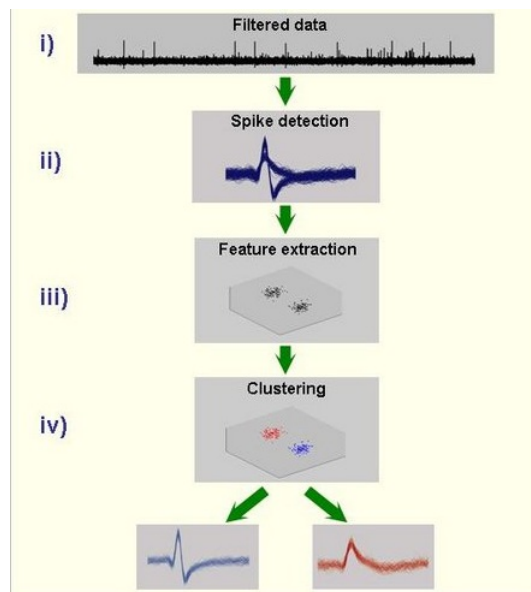 i)
Filtered data
ii)
Spike detection
iii)
Feature extraction
iv)
Clustering